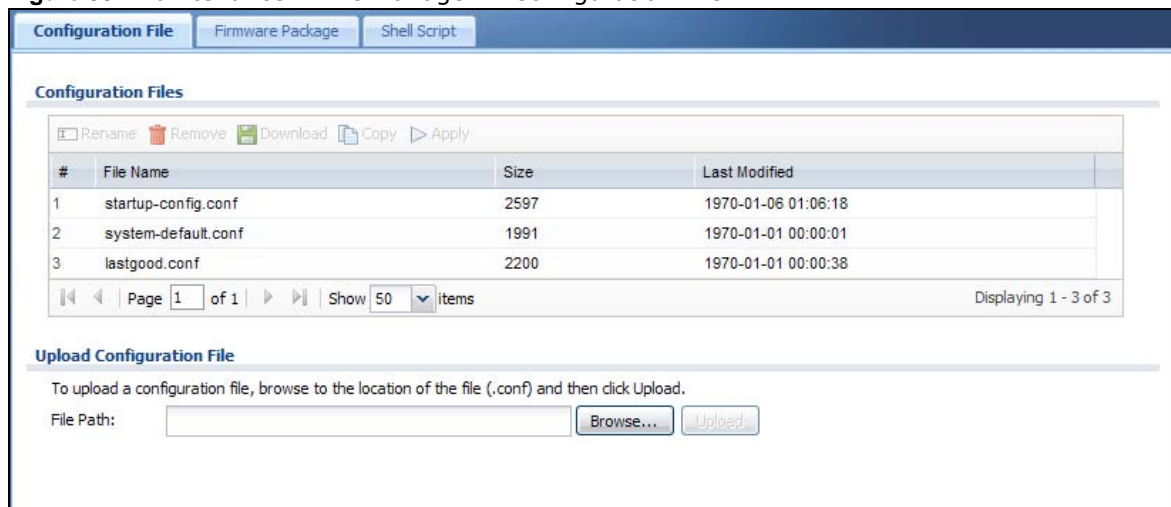 Configuration File Firmware Package Shell Script
Configuration Files
Rename Remove Download Copy Apply
# File Name Size Last Modified
1 startup-config.conf 2597 1970-01-06 01:06:18
2 system-default.conf 1991 1970-01-01 00:00:01
3 lastgood.conf 2200 1970-01-01 00:00:38
Page 1 of 1 Show 50 items Displaying 1 - 3 of 3
Upload Configuration File
To upload a configuration file, browse to the location of the file (.conf) and then click Upload.
File Path: Browse... Upload